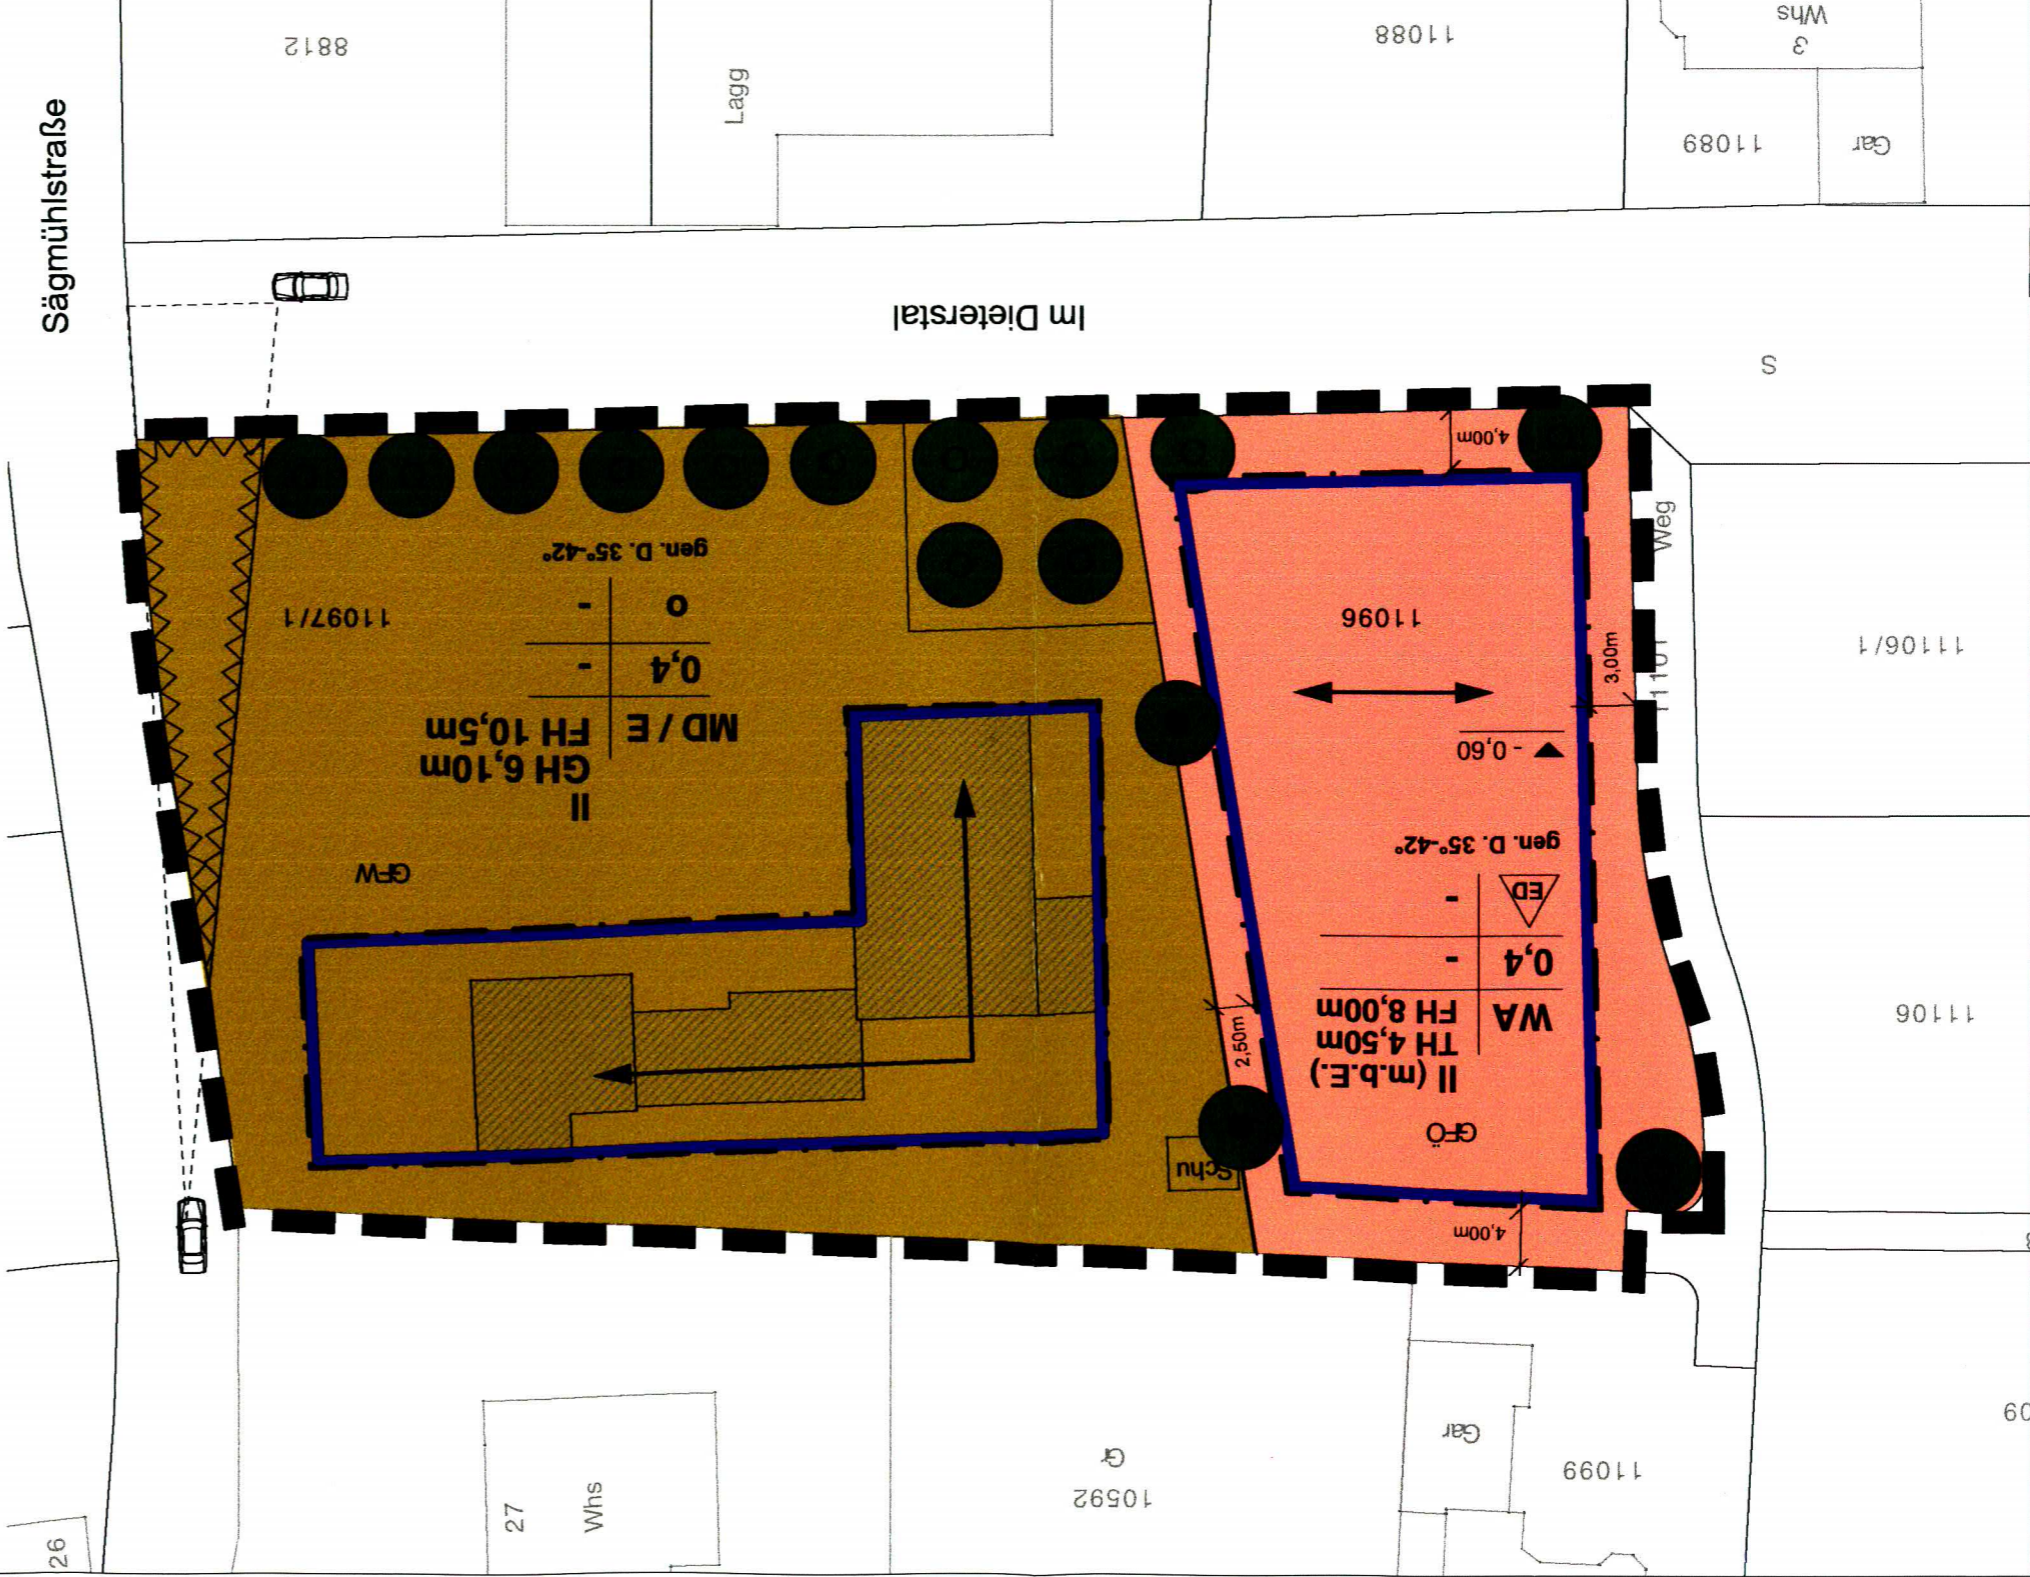 Sägmühlstraße
8812
Lagg
11088
Whs
3
11089
Gar
Im Dieterstal
S
4,00m
Weg
11101
11096
3,00m
- 0,60
gen. D. 35°-42°
ED
-
0,4
-
WA
II (m.b.E.)
TH 4,50m
FH 8,00m
GFÖ
4,00m
2,50m
11097/1
gen. D. 35°-42°
o
-
0,4
-
MD / E
II
GH 6,10m
FH 10,5m
GFW
Schu
11106/1
11106
09
Gar
11099
Gr
10592
27
Whs
26